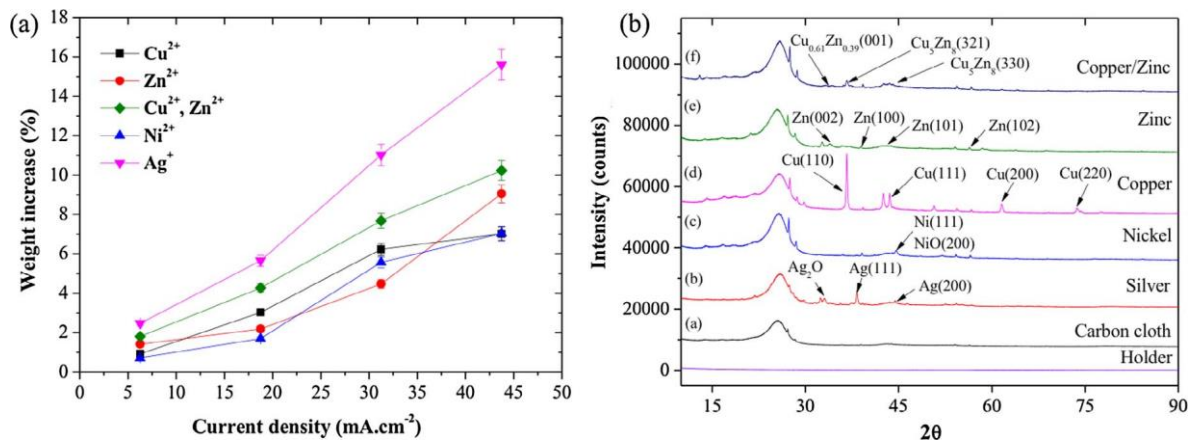 (a)
18
16
14
12
10
8
6
4
2
0
Weight increase (%)
Cu²⁺
Zn²⁺
Cu²⁺, Zn²⁺
Ni²⁺
Ag⁺
0 5 10 15 20 25 30 35 40 45 50
Current density (mA.cm⁻²)
(b)
100000
80000
60000
40000
20000
0
Intensity (counts)
(f)
Cu₀.₆₁Zn₀.₃₉(001)
Cu₅Zn₈(321)
Cu₅Zn₈(330)
Copper/Zinc
(e)
Zn(002)
Zn(100)
Zn(101)
Zn(102)
Zinc
(d)
Cu(110)
Cu(111)
Cu(200)
Cu(220)
Copper
(c)
Ni(111)
NiO(200)
Nickel
(b)
Ag₂O
Ag(111)
Ag(200)
Silver
(a)
Carbon cloth
Holder
15 30 45 60 75 90
2θ